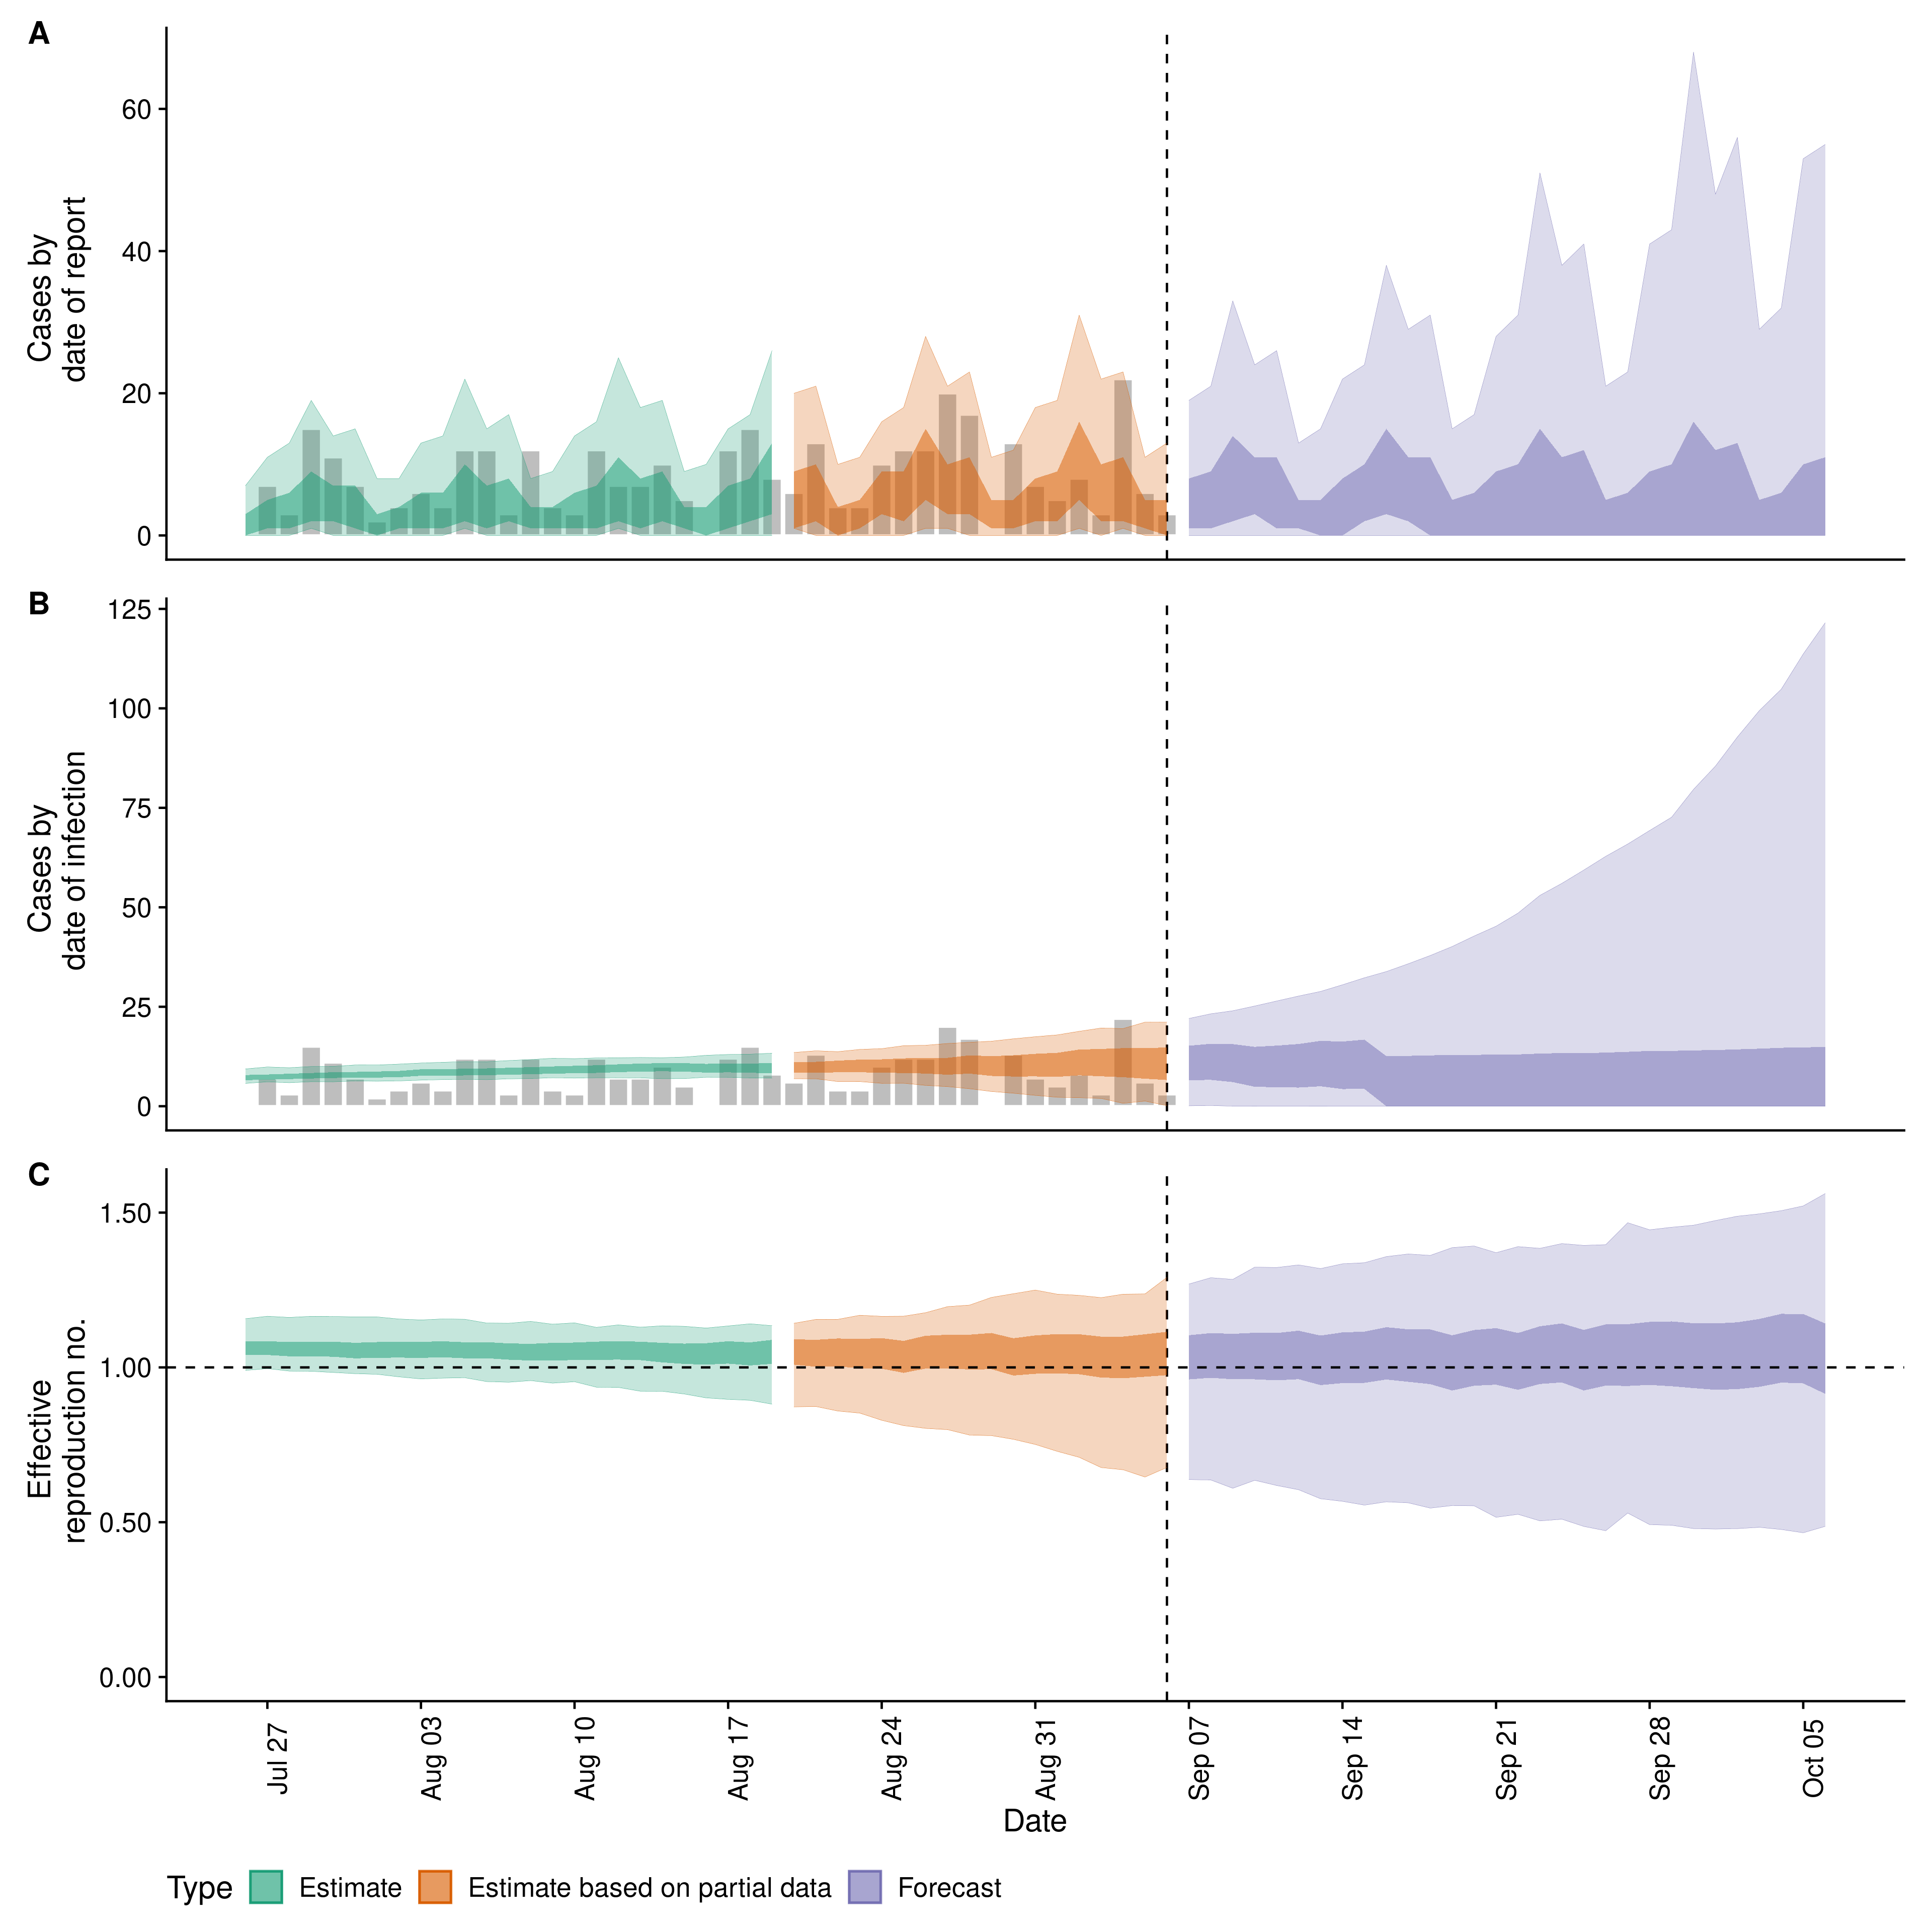 A
Cases by
date of report
60
40
20
0
B
Cases by
date of infection
125
100
75
50
25
0
C
Effective
reproduction no.
1.50
1.00
0.50
0.00
Jul 27
Aug 03
Aug 10
Aug 17
Aug 24
Aug 31
Sep 07
Sep 14
Sep 21
Sep 28
Oct 05
Date
Type Estimate Estimate based on partial data Forecast